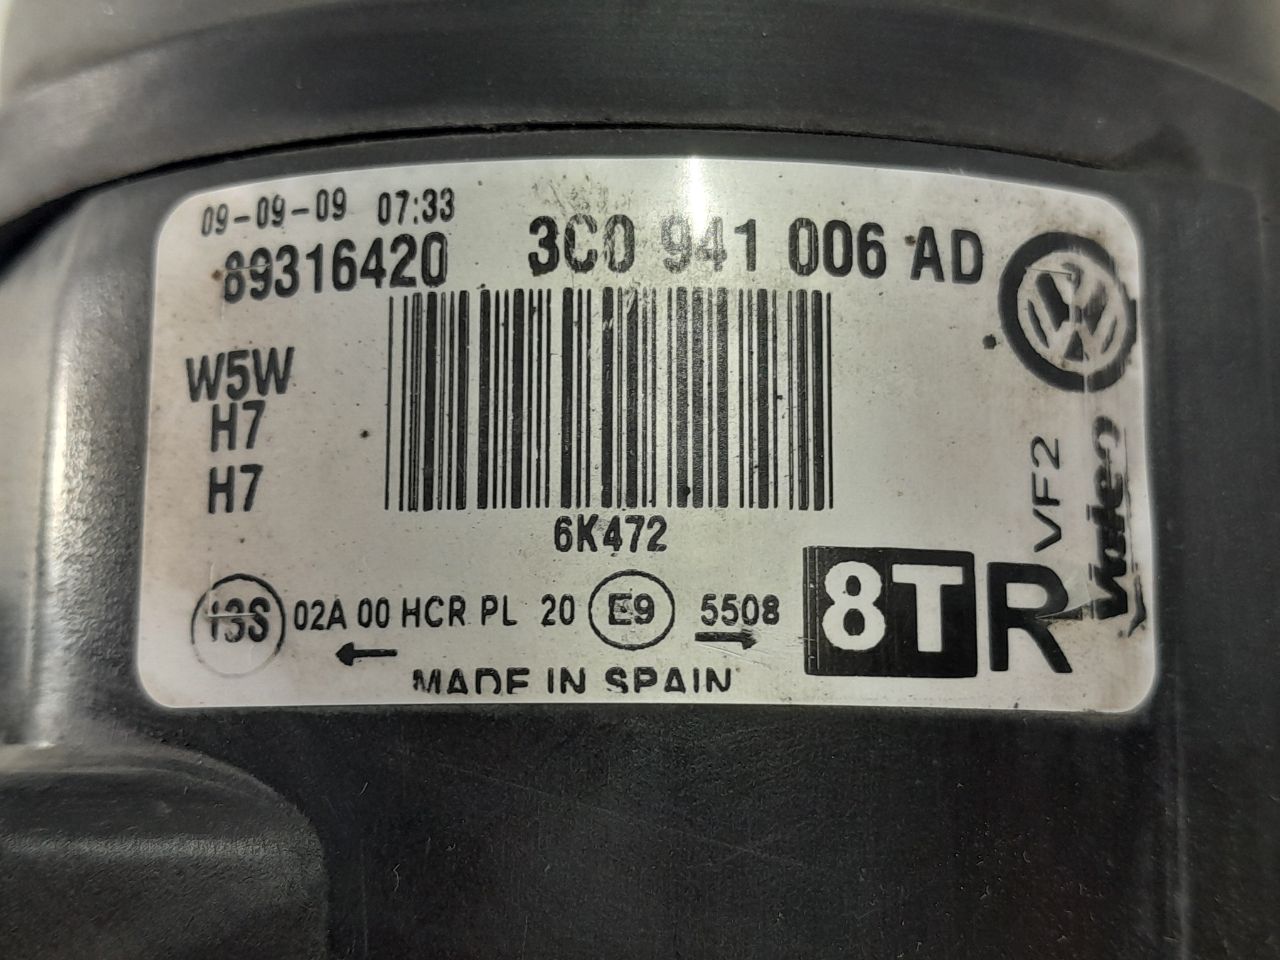 09-09-09 07:33
89316420 3C0 941 006 AD
W5W
H7
H7
6K472
VF2
Valeo
13S 02A 00 HCR PL 20 E9 5508
8TR
MADE IN SPAIN